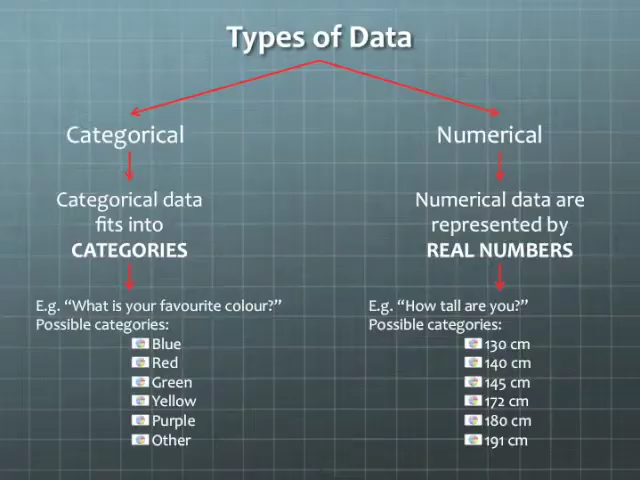 Types of Data
Categorical
Categorical data
fits into
CATEGORIES
E.g. “What is your favourite colour?”
Possible categories:
Blue
Red
Green
Yellow
Purple
Other
Numerical
Numerical data are
represented by
REAL NUMBERS
E.g. “How tall are you?”
Possible categories:
130 cm
140 cm
145 cm
172 cm
180 cm
191 cm